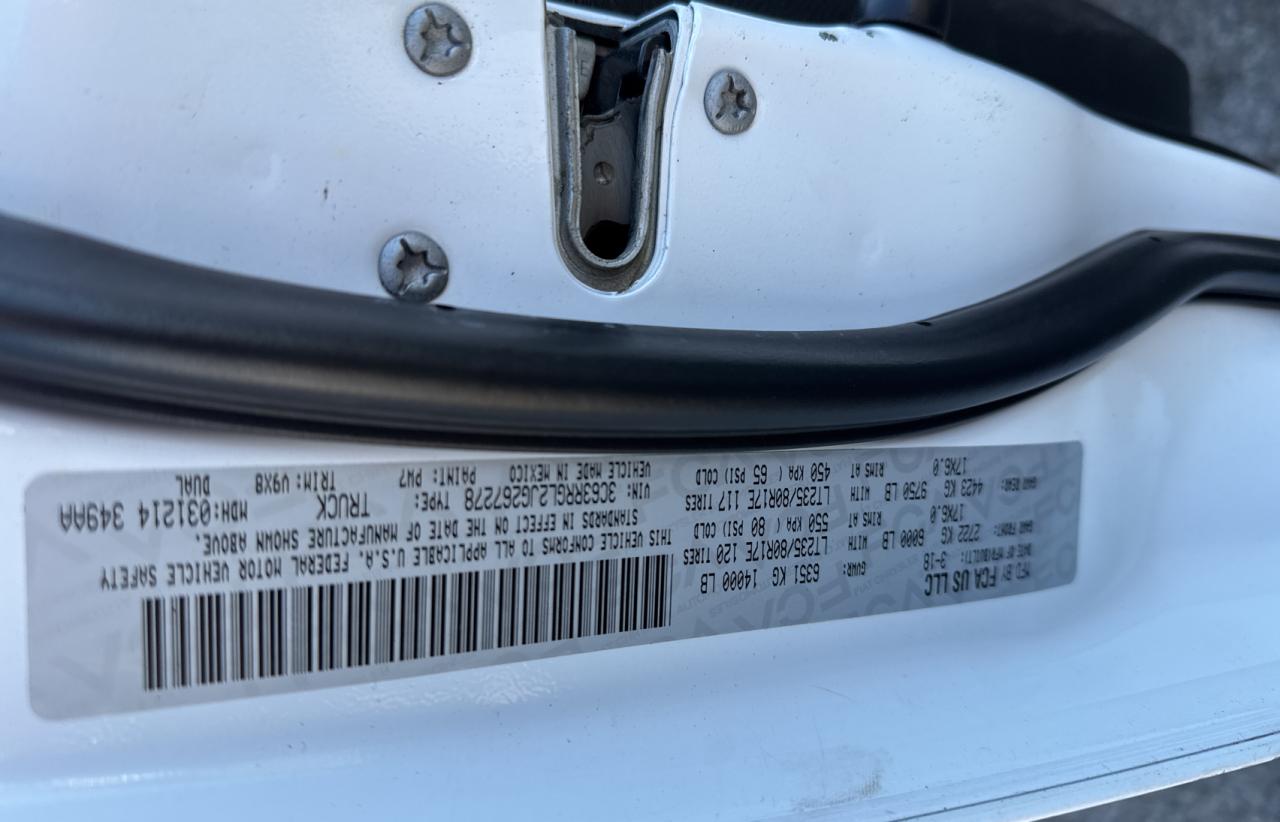 MFD BY FCA US LLC
DATE OF MFR(BUILT): 3-18
GVWR: 6351 KG 14000 LB
GAWR FRONT: 2722 KG 6000 LB WITH LT235/80R17E 120 TIRES
17X6.0 RIMS AT 550 KPA ( 80 PSI) COLD
GAWR REAR: 4423 KG 9750 LB WITH LT235/80R17E 117 TIRES
17X6.0 RIMS AT 450 KPA ( 65 PSI) COLD
THIS VEHICLE CONFORMS TO ALL APPLICABLE U.S.A. FEDERAL MOTOR VEHICLE SAFETY
STANDARDS IN EFFECT ON THE DATE OF MANUFACTURE SHOWN ABOVE.
VIN: 3C63RRGL2JG267278 TYPE: TRUCK MDH:031214 349AA
DUAL
VEHICLE MADE IN MEXICO PAINT: PW7 TRIM: V9X8